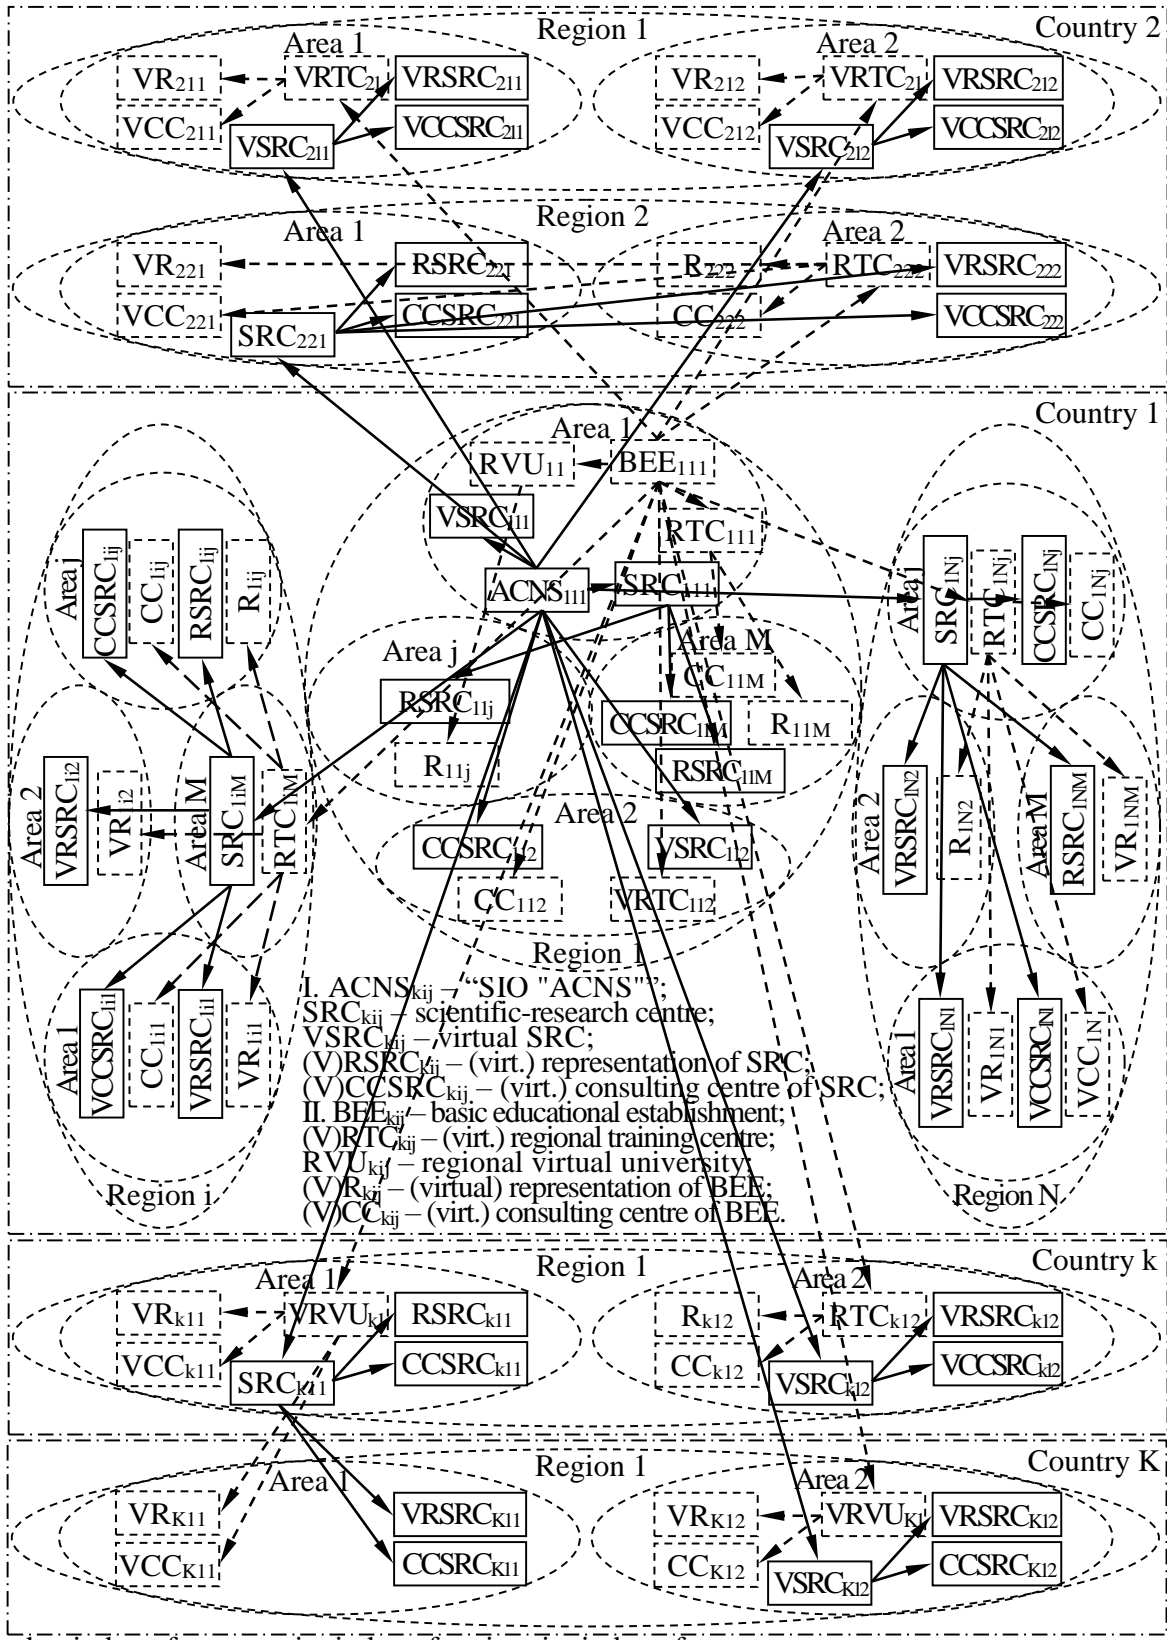 Region 1
Country 2
Area 1
Area 2
VR211
VRTC21
VRSRC211
VR212
VRTC21
VRSRC212
VCC211
VCCSRC211
VCC212
VCCSRC212
VSRC211
VSRC212
Region 2
Area 1
Area 2
VR221
RSRC221
R222
RTC222
VRSRC222
VCC221
CCSRC221
CC222
VCCSRC222
SRC221
Country 1
Area 1
RVU11
BEE111
VSRC111
RTC111
ACNS111
SRC111
Area j
CCSRC1ij
CC1ij
RSRC1ij
R1ij
Area j
SRC1Nj
RTC1Nj
CCSRC1Nj
CC1Nj
Area j
Area M
RSRC11j
CC11M
R11j
CCSRC11M
R11M
RSRC11M
Area 2
VRSRC1i2
VR1i2
Area M
SRC1iM
RTC1iM
Area 2
VRSRC1N2
R1N2
Area M
RSRC1NM
VR1NM
Area 2
CCSRC112
VSRC112
CC112
VRTC112
Region 1
Area 1
VCCSRC1i1
CC1i1
VRSRC1i1
VR1i1
Area 1
VRSRC1N1
VR1N1
VCCSRC1N1
VCC1N1
Region i
Region N
I. ACNSkij – “SIO "ACNS"”;
SRCkij – scientific-research centre;
VSRCkij – virtual SRC;
(V)RSRCkij – (virt.) representation of SRC;
(V)CCSRCkij – (virt.) consulting centre of SRC;
II. BEEkij – basic educational establishment;
(V)RTCkij – (virt.) regional training centre;
RVUkij – regional virtual university;
(V)Rkij – (virtual) representation of BEE;
(V)CCkij – (virt.) consulting centre of BEE.
Region 1
Country k
Area 1
Area 2
VRk11
VRVUk1
RSRCk11
Rk12
RTCk12
VRSRCk12
VCCk11
CCSRCk11
CCk12
VCCSRCk12
SRCk11
VSRCk12
Region 1
Country K
Area 1
Area 2
VRK11
VRSRCK11
VRK12
VRVUK1
VRSRCK12
VCCK11
CCSRCK11
CCK12
CCSRCK12
VSRCK12